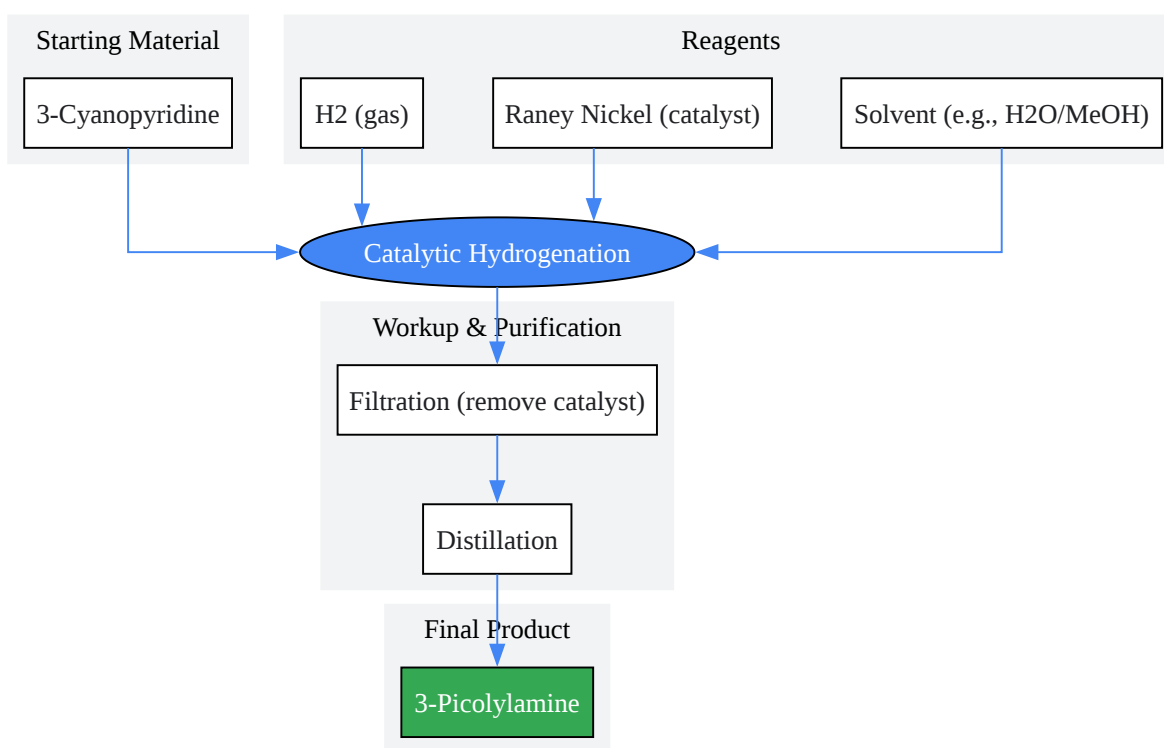 Starting Material
Reagents
3-Cyanopyridine
H2 (gas)
Raney Nickel (catalyst)
Solvent (e.g., H2O/MeOH)
Catalytic Hydrogenation
Workup & Purification
Filtration (remove catalyst)
Distillation
Final Product
3-Picolylamine